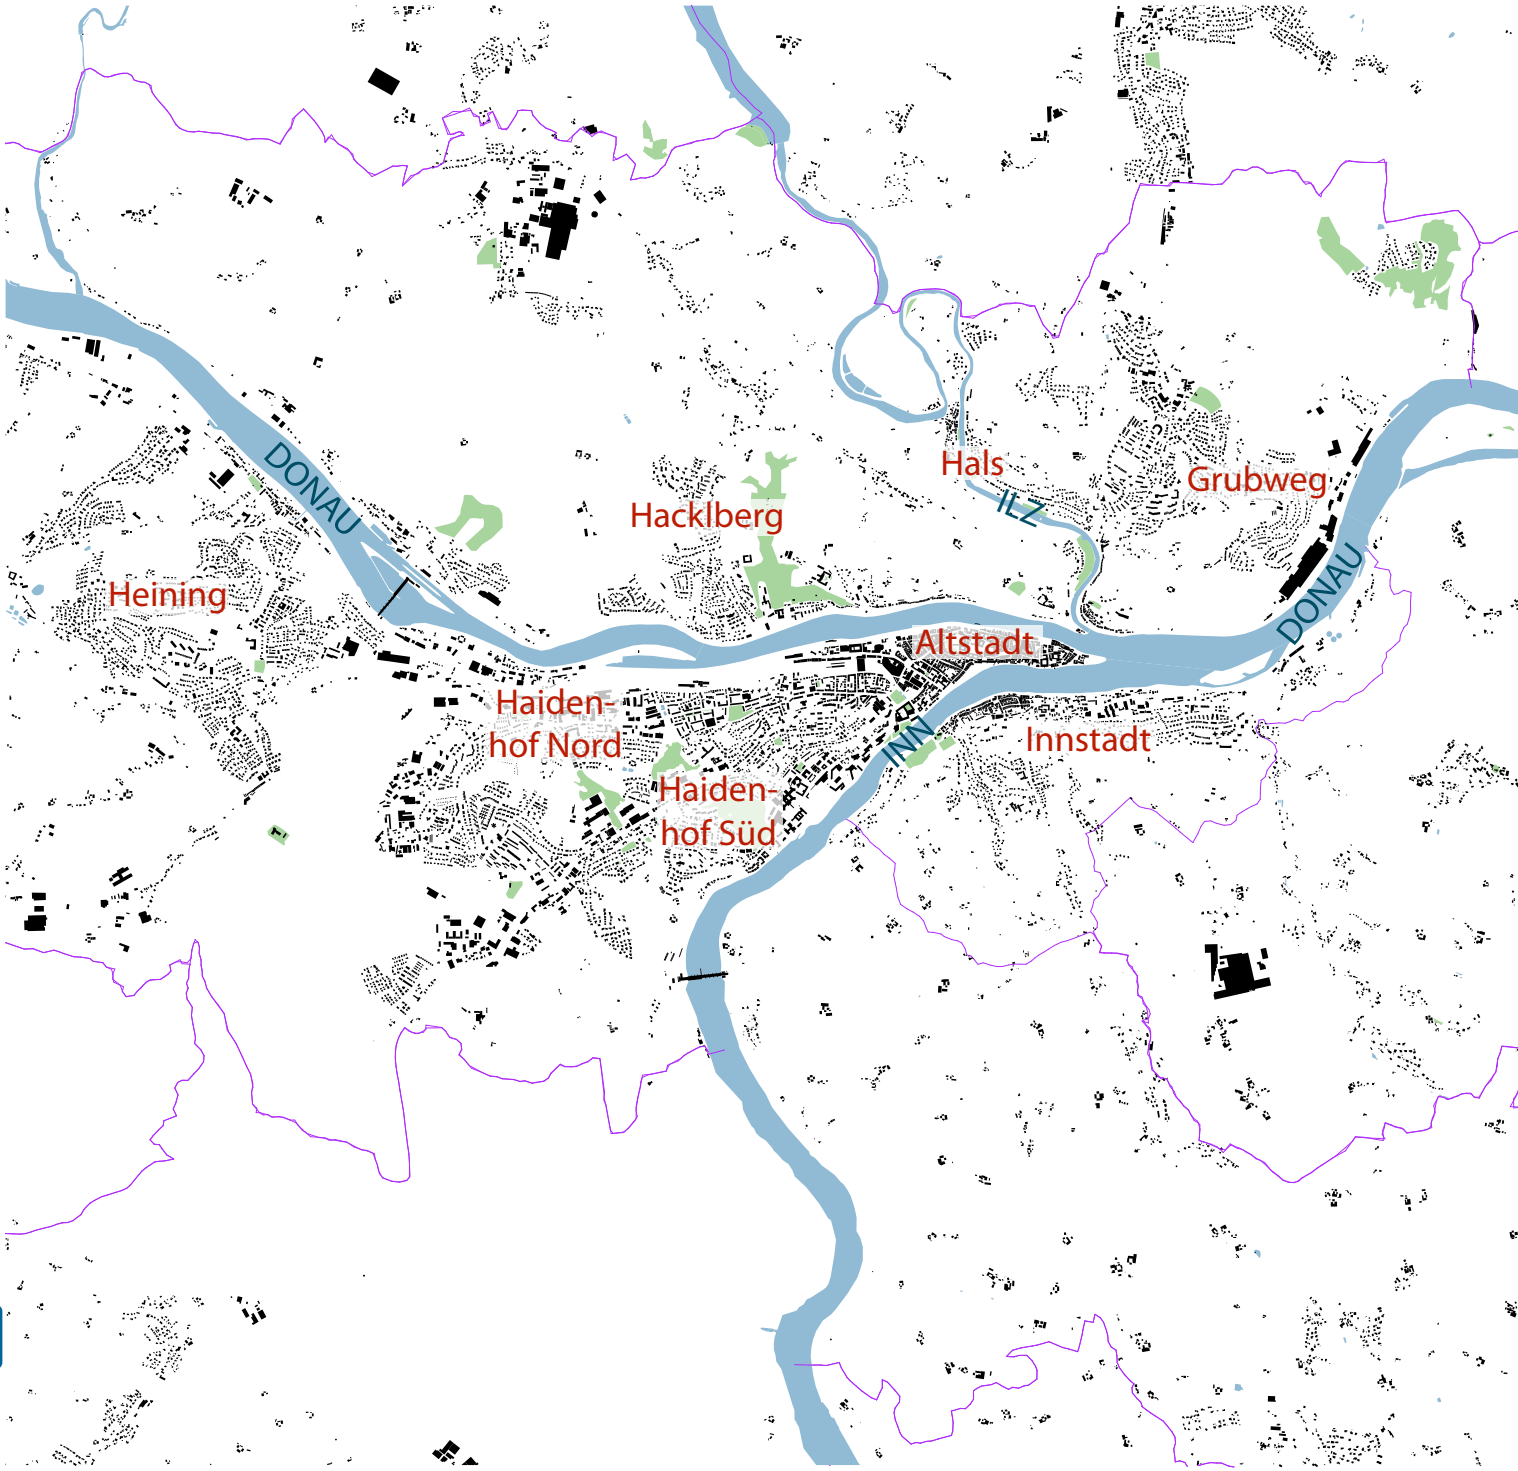 DONAU
Hals
Grubweg
ILZ
Hacklberg
Heining
DONAU
Altstadt
Haiden-
hof Nord
INN
Innstadt
Haiden-
hof Süd